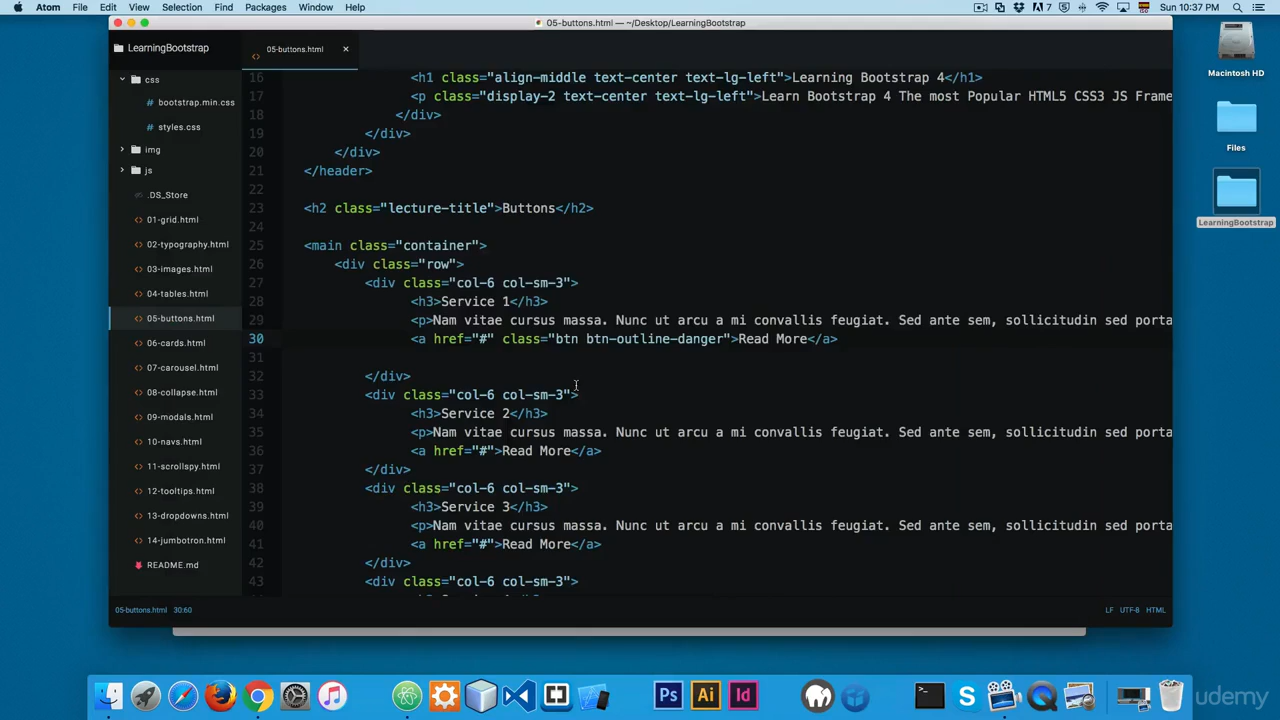 Atom File Edit View Selection Find Packages Window Help
7
Sun 10:37 PM
05-buttons.html — ~/Desktop/LearningBootstrap
LearningBootstrap
05-buttons.html
css
bootstrap.min.css
styles.css
img
js
.DS_Store
01-grid.html
02-typography.html
03-images.html
04-tables.html
05-buttons.html
06-cards.html
07-carousel.html
08-collapse.html
09-modals.html
10-navs.html
11-scrollspy.html
12-tooltips.html
13-dropdowns.html
14-jumbotron.html
README.md
16 <h1 class="align-middle text-center text-lg-left">Learning Bootstrap 4</h1>
17 <p class="display-2 text-center text-lg-left">Learn Bootstrap 4 The most Popular HTML5 CSS3 JS Frame
18 </div>
19 </div>
20 </div>
21 </header>
22
23 <h2 class="lecture-title">Buttons</h2>
24
25 <main class="container">
26 <div class="row">
27 <div class="col-6 col-sm-3">
28 <h3>Service 1</h3>
29 <p>Nam vitae cursus massa. Nunc ut arcu a mi convallis feugiat. Sed ante sem, sollicitudin sed porta
30 <a href="#" class="btn btn-outline-danger">Read More</a>
31
32 </div>
33 <div class="col-6 col-sm-3">
34 <h3>Service 2</h3>
35 <p>Nam vitae cursus massa. Nunc ut arcu a mi convallis feugiat. Sed ante sem, sollicitudin sed porta
36 <a href="#">Read More</a>
37 </div>
38 <div class="col-6 col-sm-3">
39 <h3>Service 3</h3>
40 <p>Nam vitae cursus massa. Nunc ut arcu a mi convallis feugiat. Sed ante sem, sollicitudin sed porta
41 <a href="#">Read More</a>
42 </div>
43 <div class="col-6 col-sm-3">
05-buttons.html 30:60
LF UTF-8 HTML
Macintosh HD
Files
LearningBootstrap
Ps Ai Id
udemy